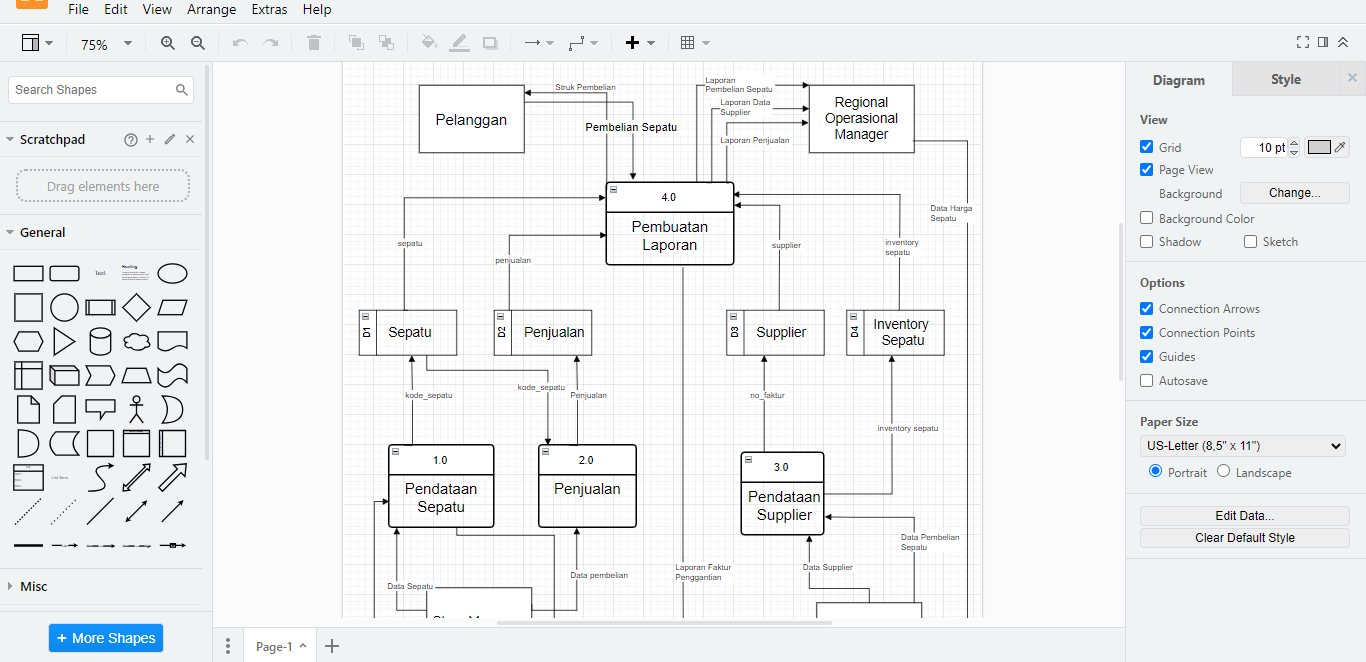 File Edit View Arrange Extras Help
75%
Search Shapes
Scratchpad
Drag elements here
General
Text
Heading
List Item
Misc
+ More Shapes
Pelanggan
Struk Pembelian
Pembelian Sepatu
Laporan
Pembelian Sepatu
Laporan Data
Supplier
Laporan Penjualan
Regional
Operasional
Manager
4.0
Pembuatan
Laporan
Data Harga
Sepatu
sepatu
penjualan
supplier
inventory
sepatu
D1
Sepatu
D2
Penjualan
D3
Supplier
D4
Inventory
Sepatu
kode_sepatu
kode_sepatu
Penjualan
no_faktur
inventory sepatu
1.0
Pendataan
Sepatu
2.0
Penjualan
3.0
Pendataan
Supplier
Data Pembelian
Sepatu
Data Sepatu
Data pembelian
Laporan Faktur
Penggantian
Data Supplier
Page-1
Diagram
Style
View
Grid
10 pt
Page View
Background
Change...
Background Color
Shadow
Sketch
Options
Connection Arrows
Connection Points
Guides
Autosave
Paper Size
US-Letter (8,5" x 11")
Portrait
Landscape
Edit Data...
Clear Default Style